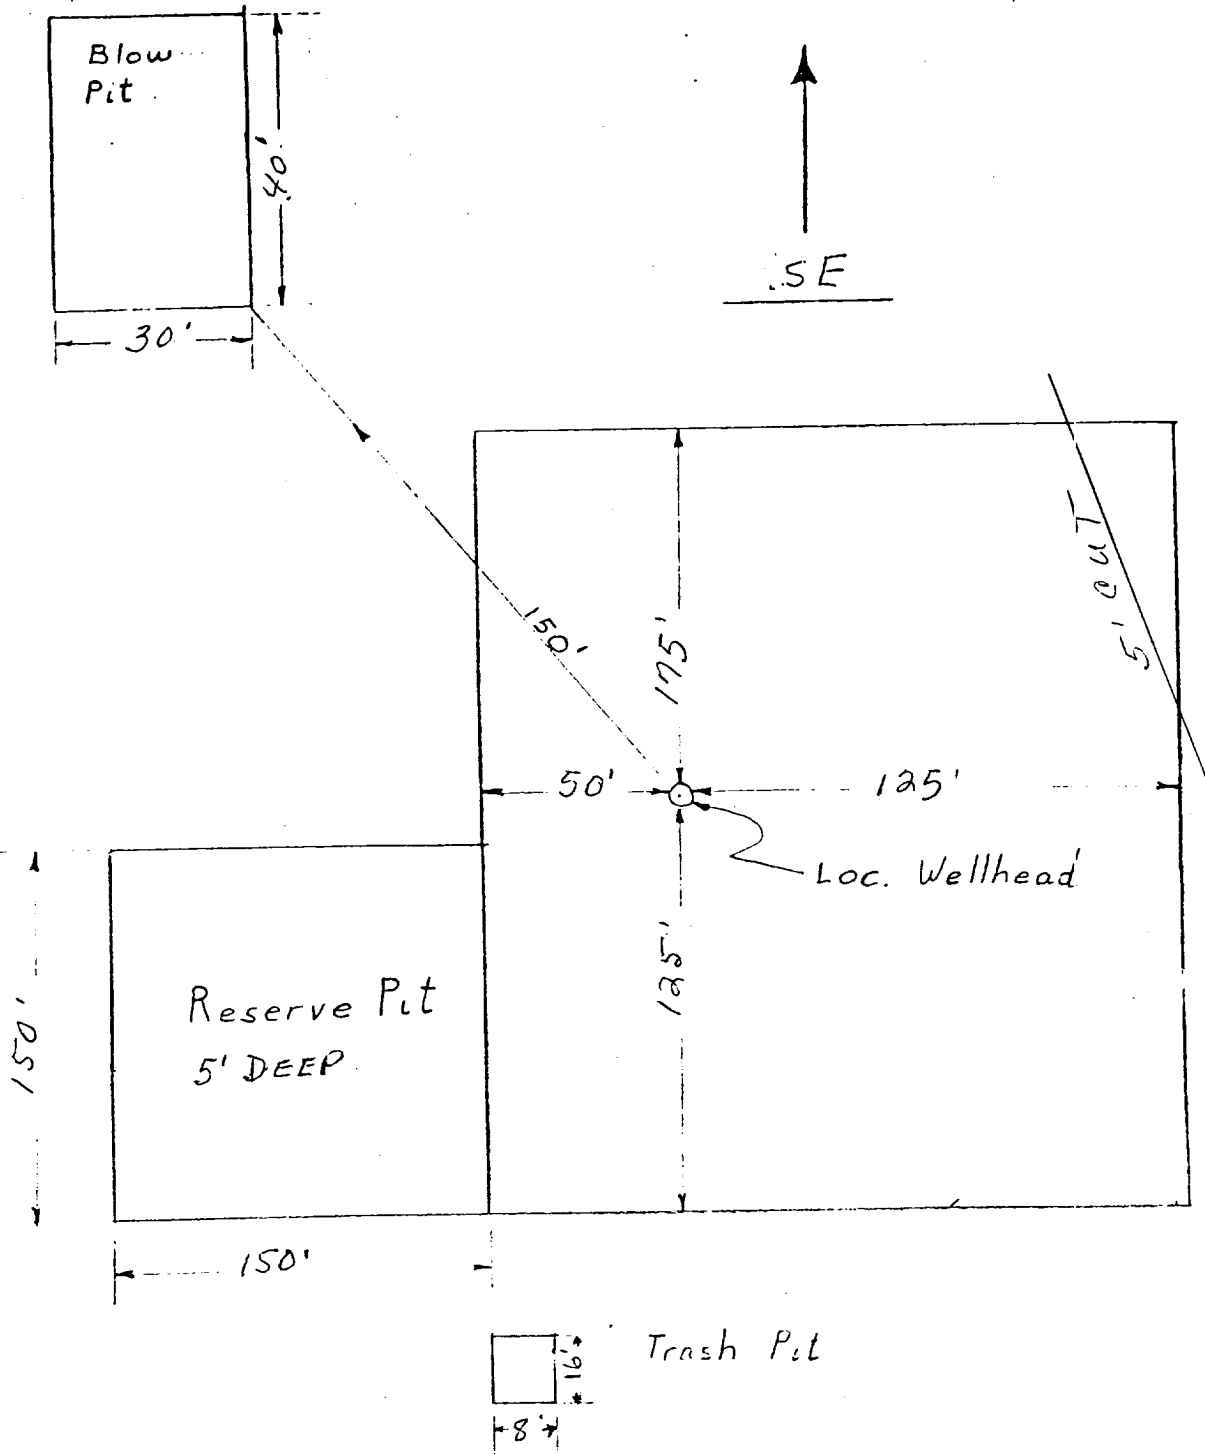 Blow
Pit
40'
30'
SE
5' CUT
150'
175'
50'
125'
Loc. Wellhead
125'
Reserve Pit
5' DEEP
150'
150'
Trash Pit
16'
8'